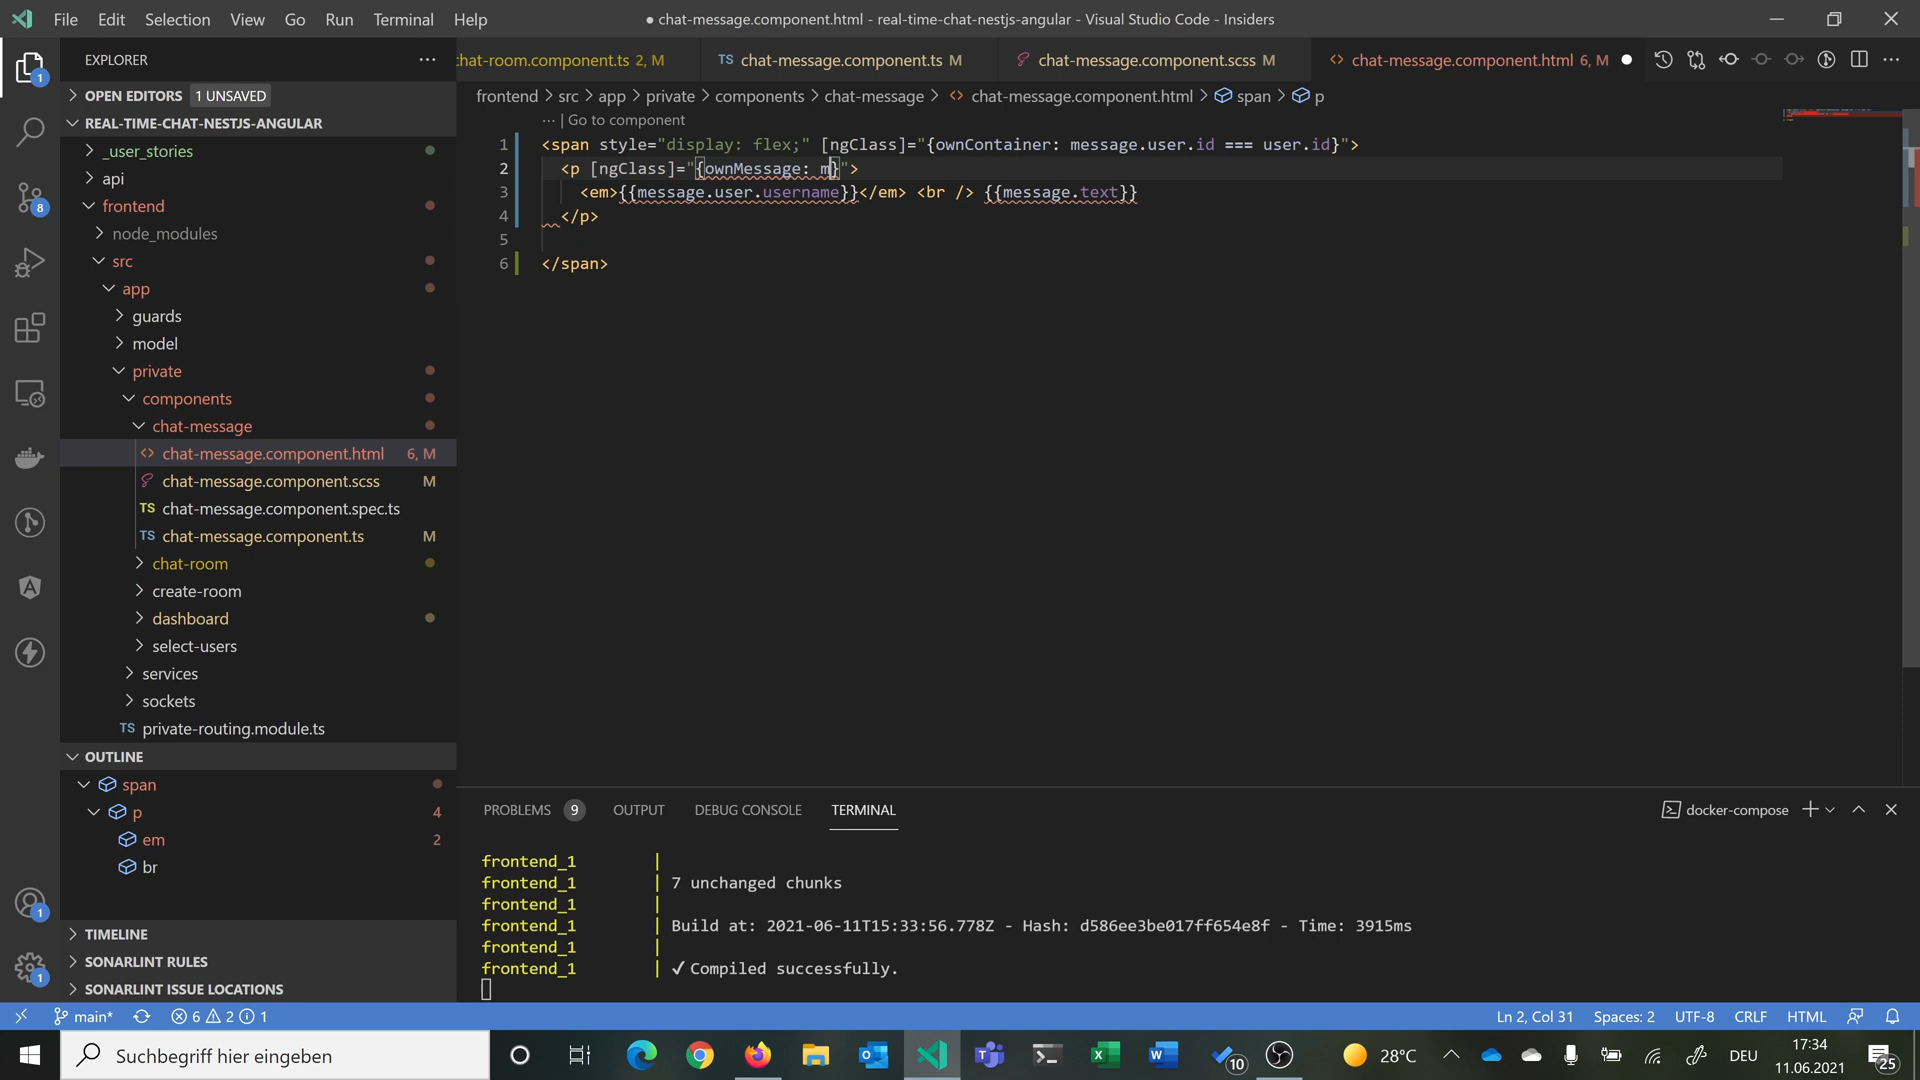 File Edit Selection View Go Run Terminal Help
● chat-message.component.html - real-time-chat-nestjs-angular - Visual Studio Code - Insiders
EXPLORER
chat-room.component.ts 2, M
TS chat-message.component.ts M
chat-message.component.scss M
<> chat-message.component.html 6, M
1
OPEN EDITORS 1 UNSAVED
frontend > src > app > private > components > chat-message > <> chat-message.component.html > span > p
REAL-TIME-CHAT-NESTJS-ANGULAR
_user_stories
api
frontend
node_modules
src
app
guards
model
private
components
chat-message
<> chat-message.component.html 6, M
chat-message.component.scss M
TS chat-message.component.spec.ts
TS chat-message.component.ts M
chat-room
create-room
dashboard
select-users
services
sockets
TS private-routing.module.ts
8
OUTLINE
span
p 4
em 2
br
TIMELINE
SONARLINT RULES
SONARLINT ISSUE LOCATIONS
1
1
··· | Go to component
1 <span style="display: flex;" [ngClass]="{ownContainer: message.user.id === user.id}">
2 <p [ngClass]="{ownMessage: m}">
3 <em>{{message.user.username}}</em> <br /> {{message.text}}
4 </p>
5
6 </span>
PROBLEMS 9 OUTPUT DEBUG CONSOLE TERMINAL
docker-compose
frontend_1 |
frontend_1 | 7 unchanged chunks
frontend_1 |
frontend_1 | Build at: 2021-06-11T15:33:56.778Z - Hash: d586ee3be017ff654e8f - Time: 3915ms
frontend_1 |
frontend_1 | ✓ Compiled successfully.
main* 6 2 1
Ln 2, Col 31 Spaces: 2 UTF-8 CRLF HTML
Suchbegriff hier eingeben
10
28°C
DEU
17:34
11.06.2021
25